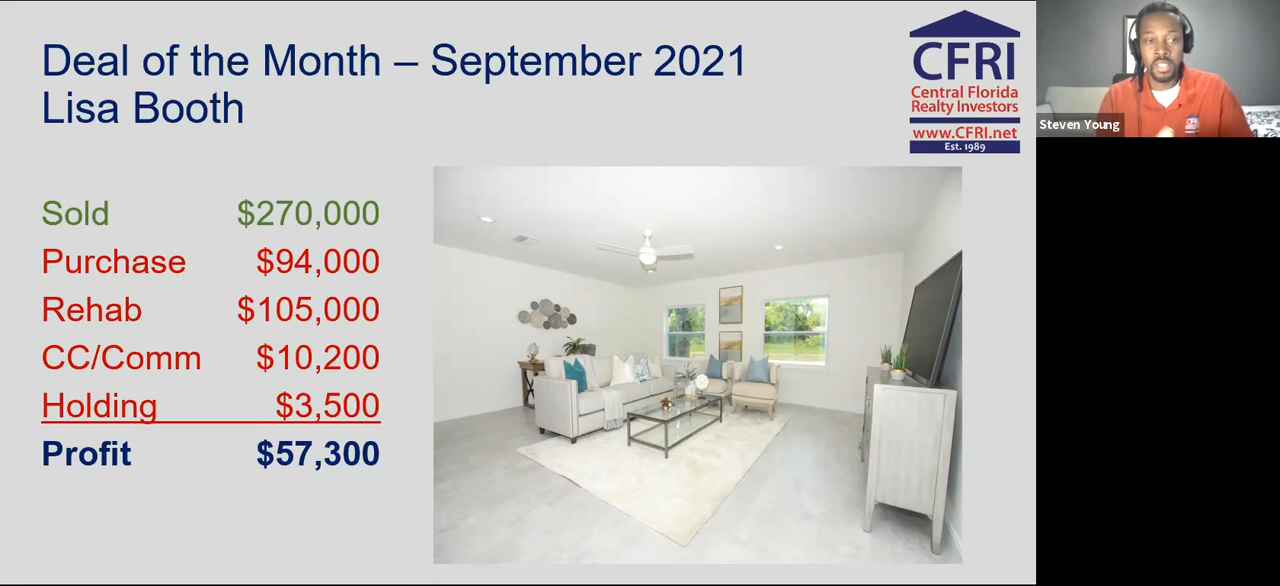 Deal of the Month – September 2021
Lisa Booth
CFRI
Central Florida
Realty Investors
www.CFRI.net
Est. 1989
Steven Young
Sold $270,000
Purchase $94,000
Rehab $105,000
CC/Comm $10,200
Holding $3,500
Profit $57,300